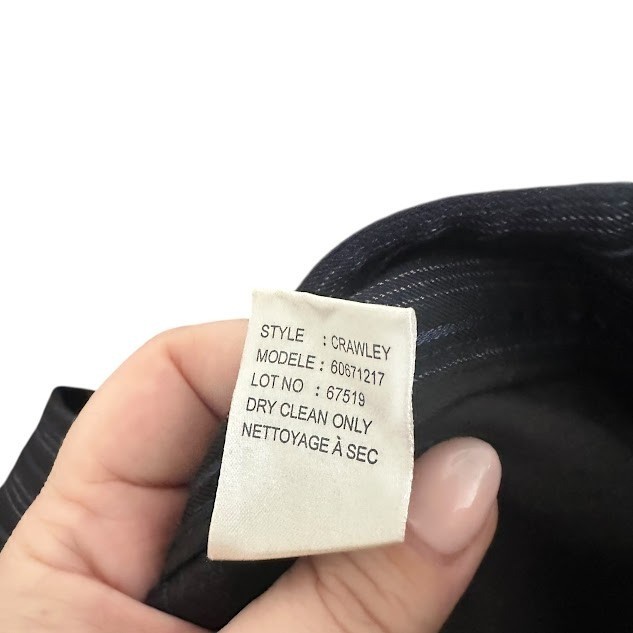 STYLE : CRAWLEY
MODELE : 60671217
LOT NO : 67519
DRY CLEAN ONLY
NETTOYAGE À SEC